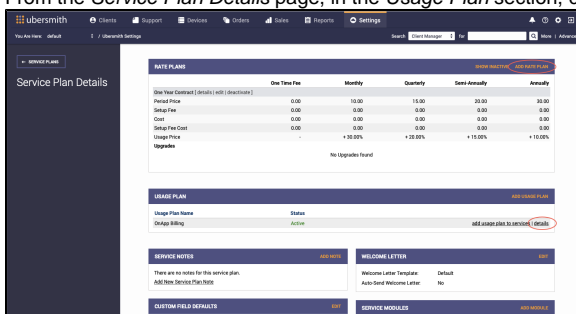 From the Service Plan Details page, in the Usage Plan section, c
ubersmith Clients Support Devices Orders Sales Reports Settings
You Are Here: default / Ubersmith Settings Search Client Manager for More | Advanced
← SERVICE PLANS
Service Plan Details
RATE PLANS SHOW INACTIVE ADD RATE PLAN
One Time Fee Monthly Quarterly Semi-Annually Annually
One Year Contract [ details | edit | deactivate ]
Period Price 0.00 10.00 15.00 20.00 30.00
Setup Fee 0.00 0.00 0.00 0.00 0.00
Cost 0.00 0.00 0.00 0.00 0.00
Setup Fee Cost 0.00 0.00 0.00 0.00 0.00
Usage Price - + 30.00% + 20.00% + 15.00% + 10.00%
Upgrades
No Upgrades found
USAGE PLAN ADD USAGE PLAN
Usage Plan Name Status
OnApp Billing Active add usage plan to services | details
SERVICE NOTES ADD NOTE
There are no notes for this service plan.
Add New Service Plan Note
WELCOME LETTER EDIT
Welcome Letter Template: Default
Auto-Send Welcome Letter: No
CUSTOM FIELD DEFAULTS EDIT
SERVICE MODULES ADD MODULE